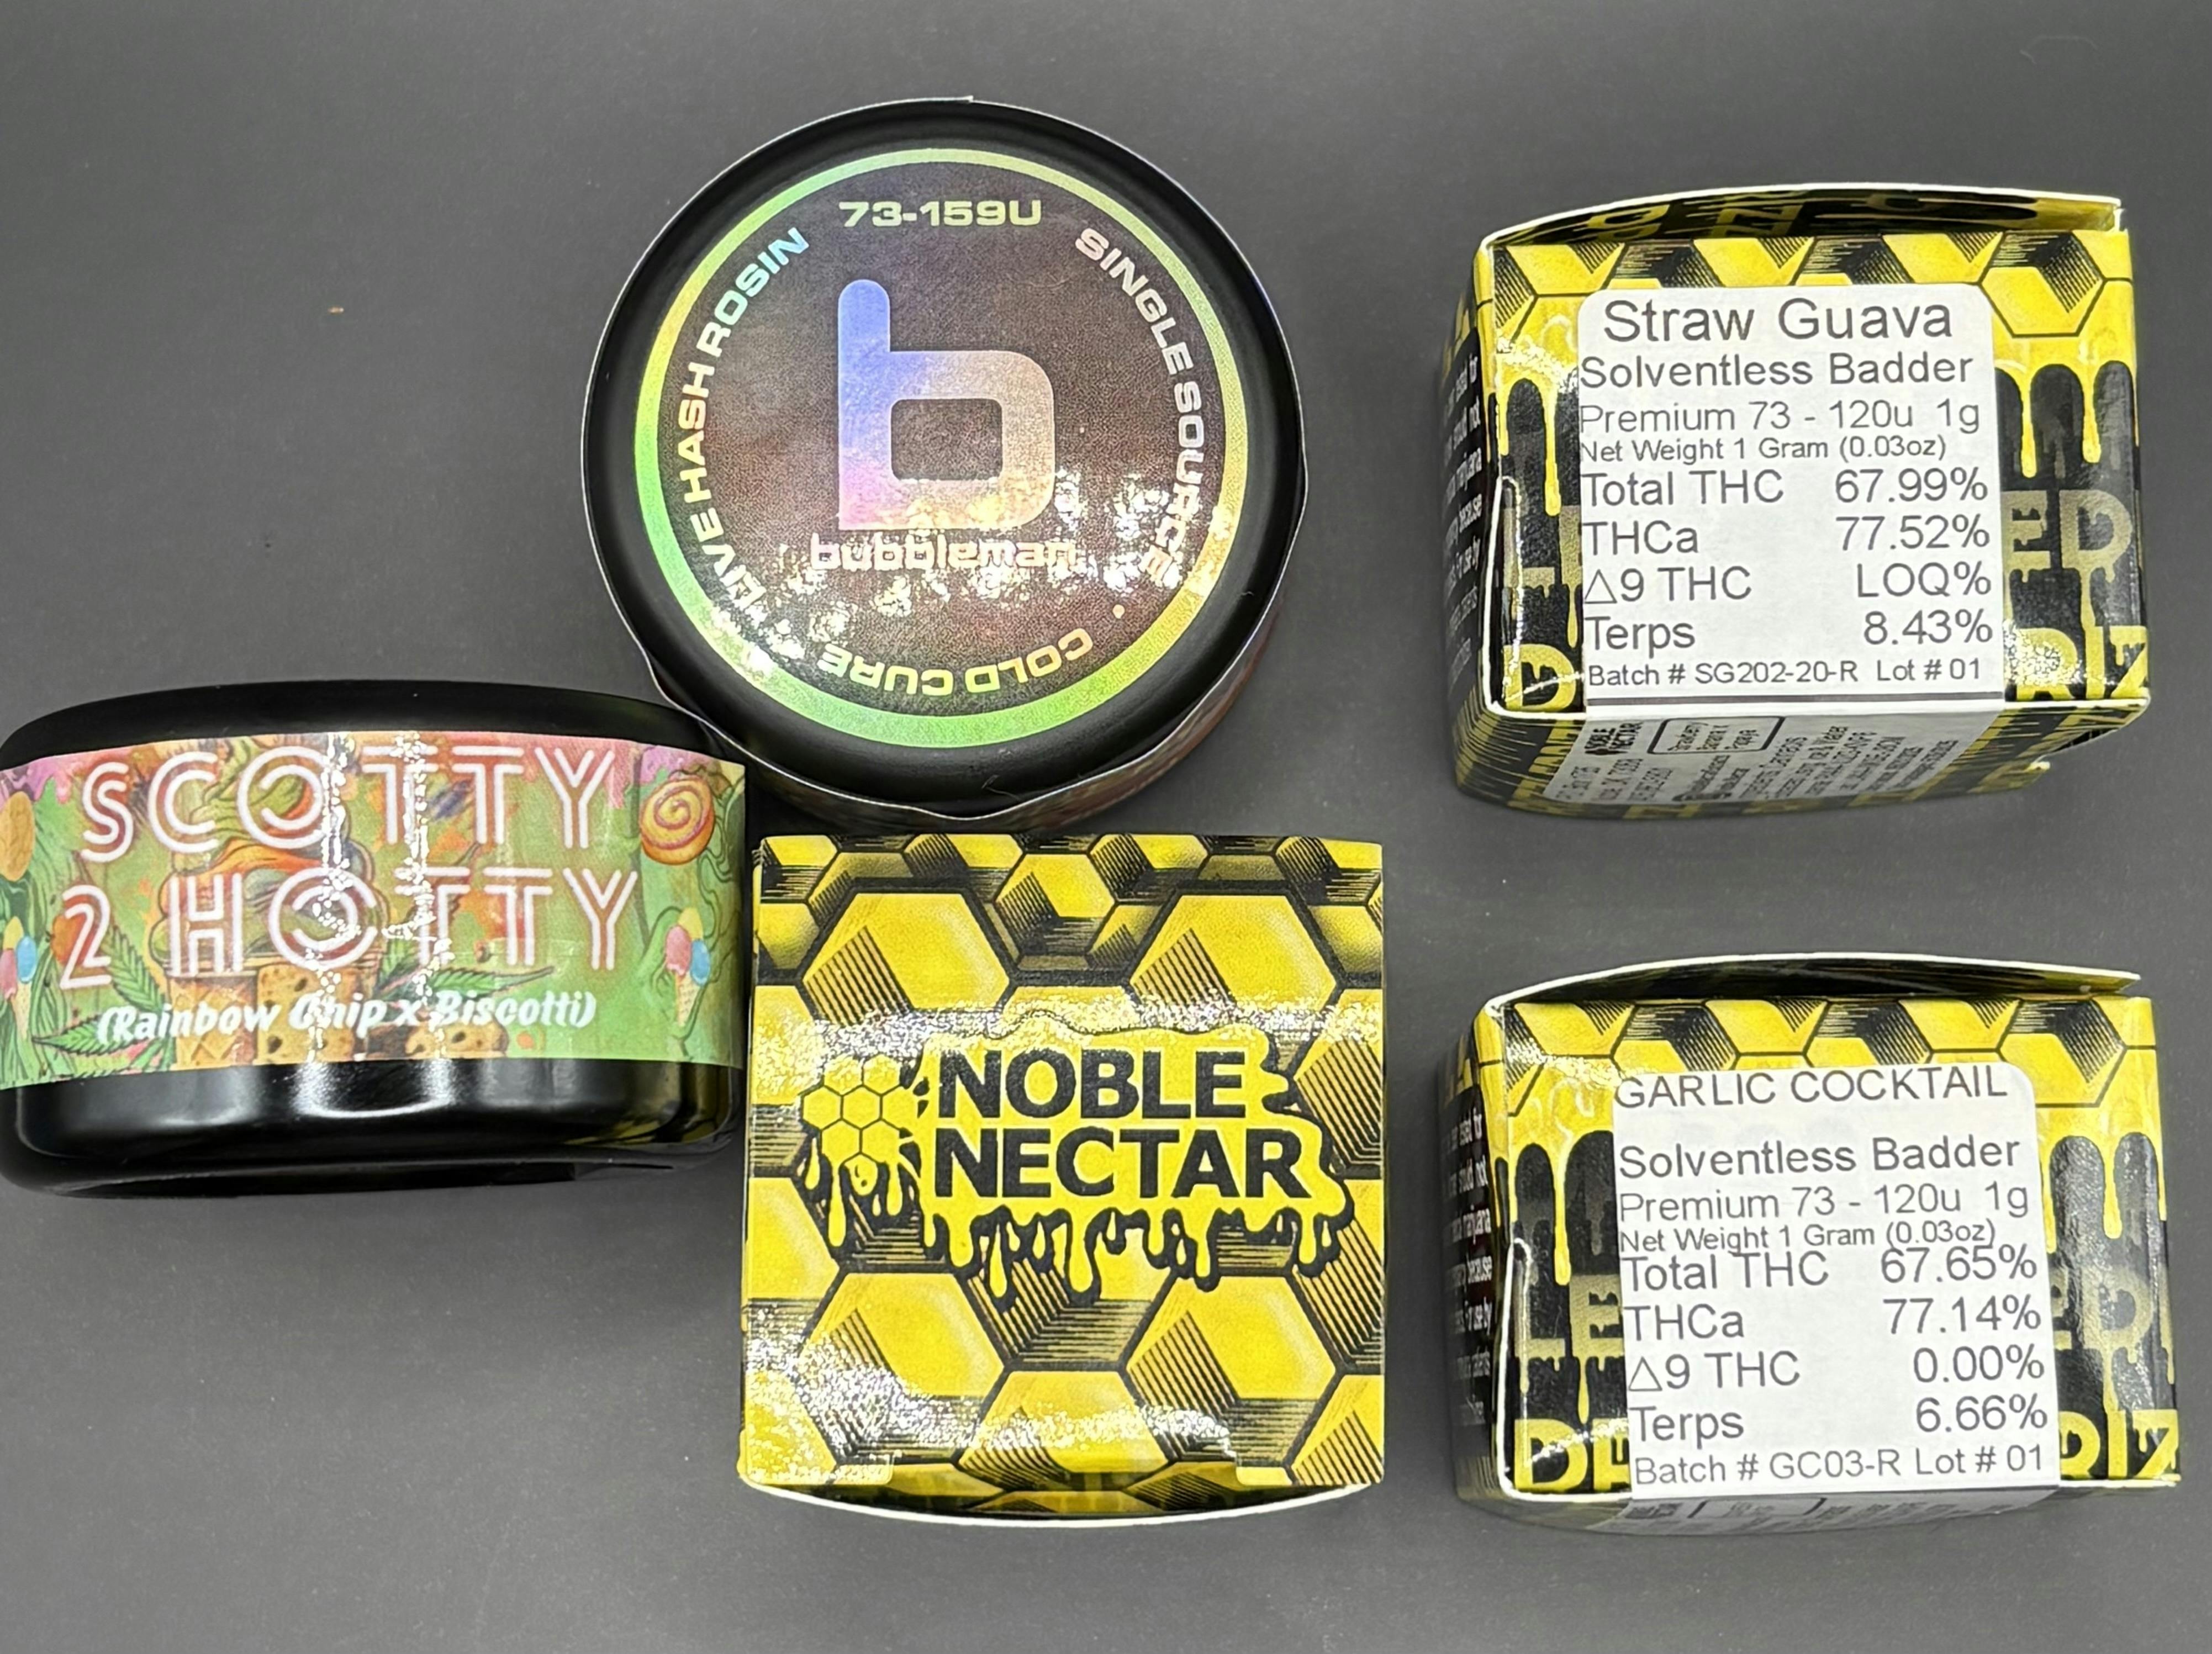 73-159U
LIVE HASH ROSIN
SINGLE SOURCE
COLD CURE
b
bubbleman
SCOTTY
2 HOTTY
(Rainbow Chip x Biscotti)
NOBLE
NECTAR
Straw Guava
Solventless Badder
Premium 73 - 120u 1g
Net Weight 1 Gram (0.03oz)
Total THC 67.99%
THCa 77.52%
△9 THC LOQ%
Terps 8.43%
Batch # SG202-20-R Lot # 01
NOBLE
NECTAR
GARLIC COCKTAIL
Solventless Badder
Premium 73 - 120u 1g
Net Weight 1 Gram (0.03oz)
Total THC 67.65%
THCa 77.14%
△9 THC 0.00%
Terps 6.66%
Batch # GC03-R Lot # 01